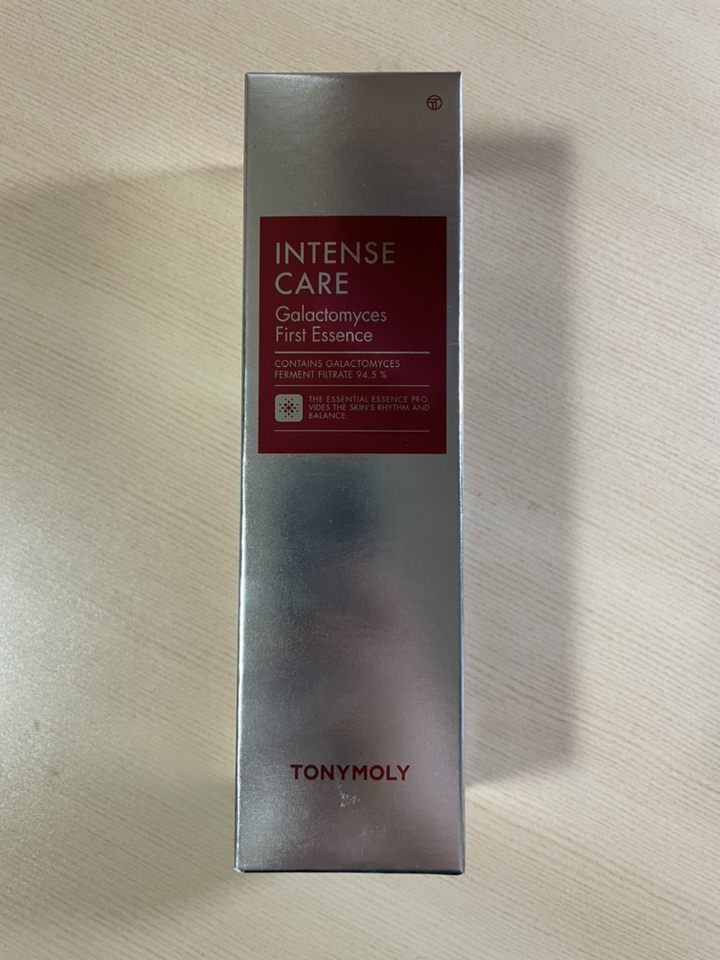 INTENSE
CARE
Galactomyces
First Essence
CONTAINS GALACTOMYCES
FERMENT FILTRATE 94.5 %
THE ESSENTIAL ESSENCE PRO-
VIDES THE SKIN'S RHYTHM AND
BALANCE.
TONYMOLY